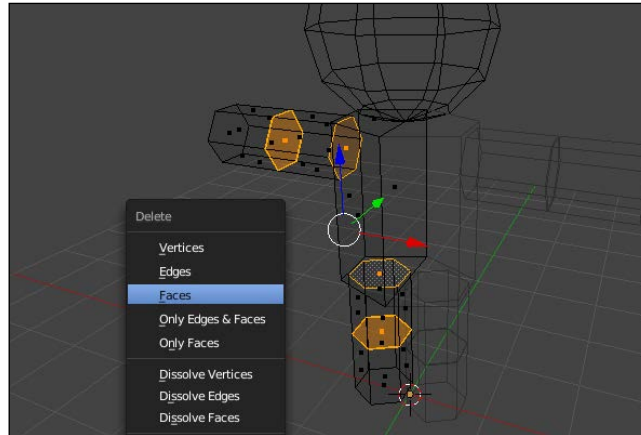 Delete
Vertices
Edges
Faces
Only Edges & Faces
Only Faces
Dissolve Vertices
Dissolve Edges
Dissolve Faces